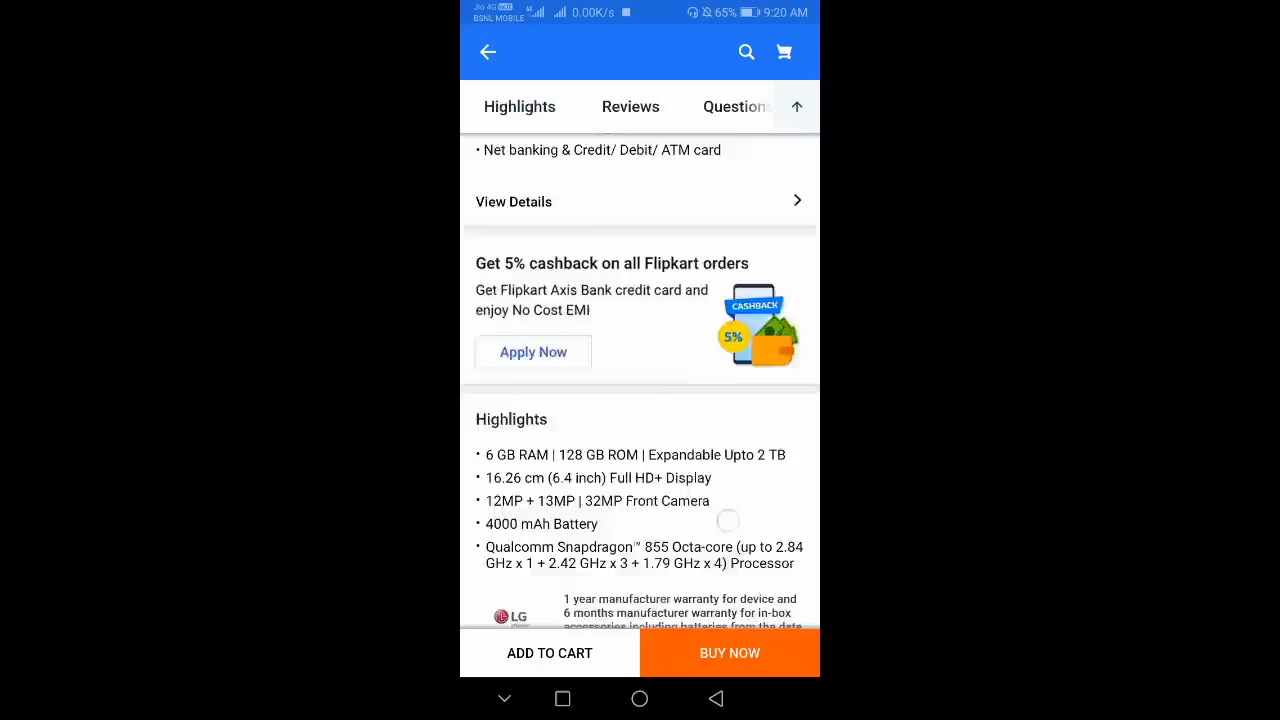 Jio 4G VoLTE 0.00K/s 65% 9:20 AM
BSNL MOBILE
Highlights Reviews Question
• Net banking & Credit/ Debit/ ATM card
View Details
Get 5% cashback on all Flipkart orders
Get Flipkart Axis Bank credit card and
enjoy No Cost EMI
CASHBACK
5%
Apply Now
Highlights
• 6 GB RAM | 128 GB ROM | Expandable Upto 2 TB
• 16.26 cm (6.4 inch) Full HD+ Display
• 12MP + 13MP | 32MP Front Camera
• 4000 mAh Battery
• Qualcomm Snapdragon™ 855 Octa-core (up to 2.84
GHz x 1 + 2.42 GHz x 3 + 1.79 GHz x 4) Processor
LG
1 year manufacturer warranty for device and
6 months manufacturer warranty for in-box
accessories including batteries from the date
ADD TO CART BUY NOW